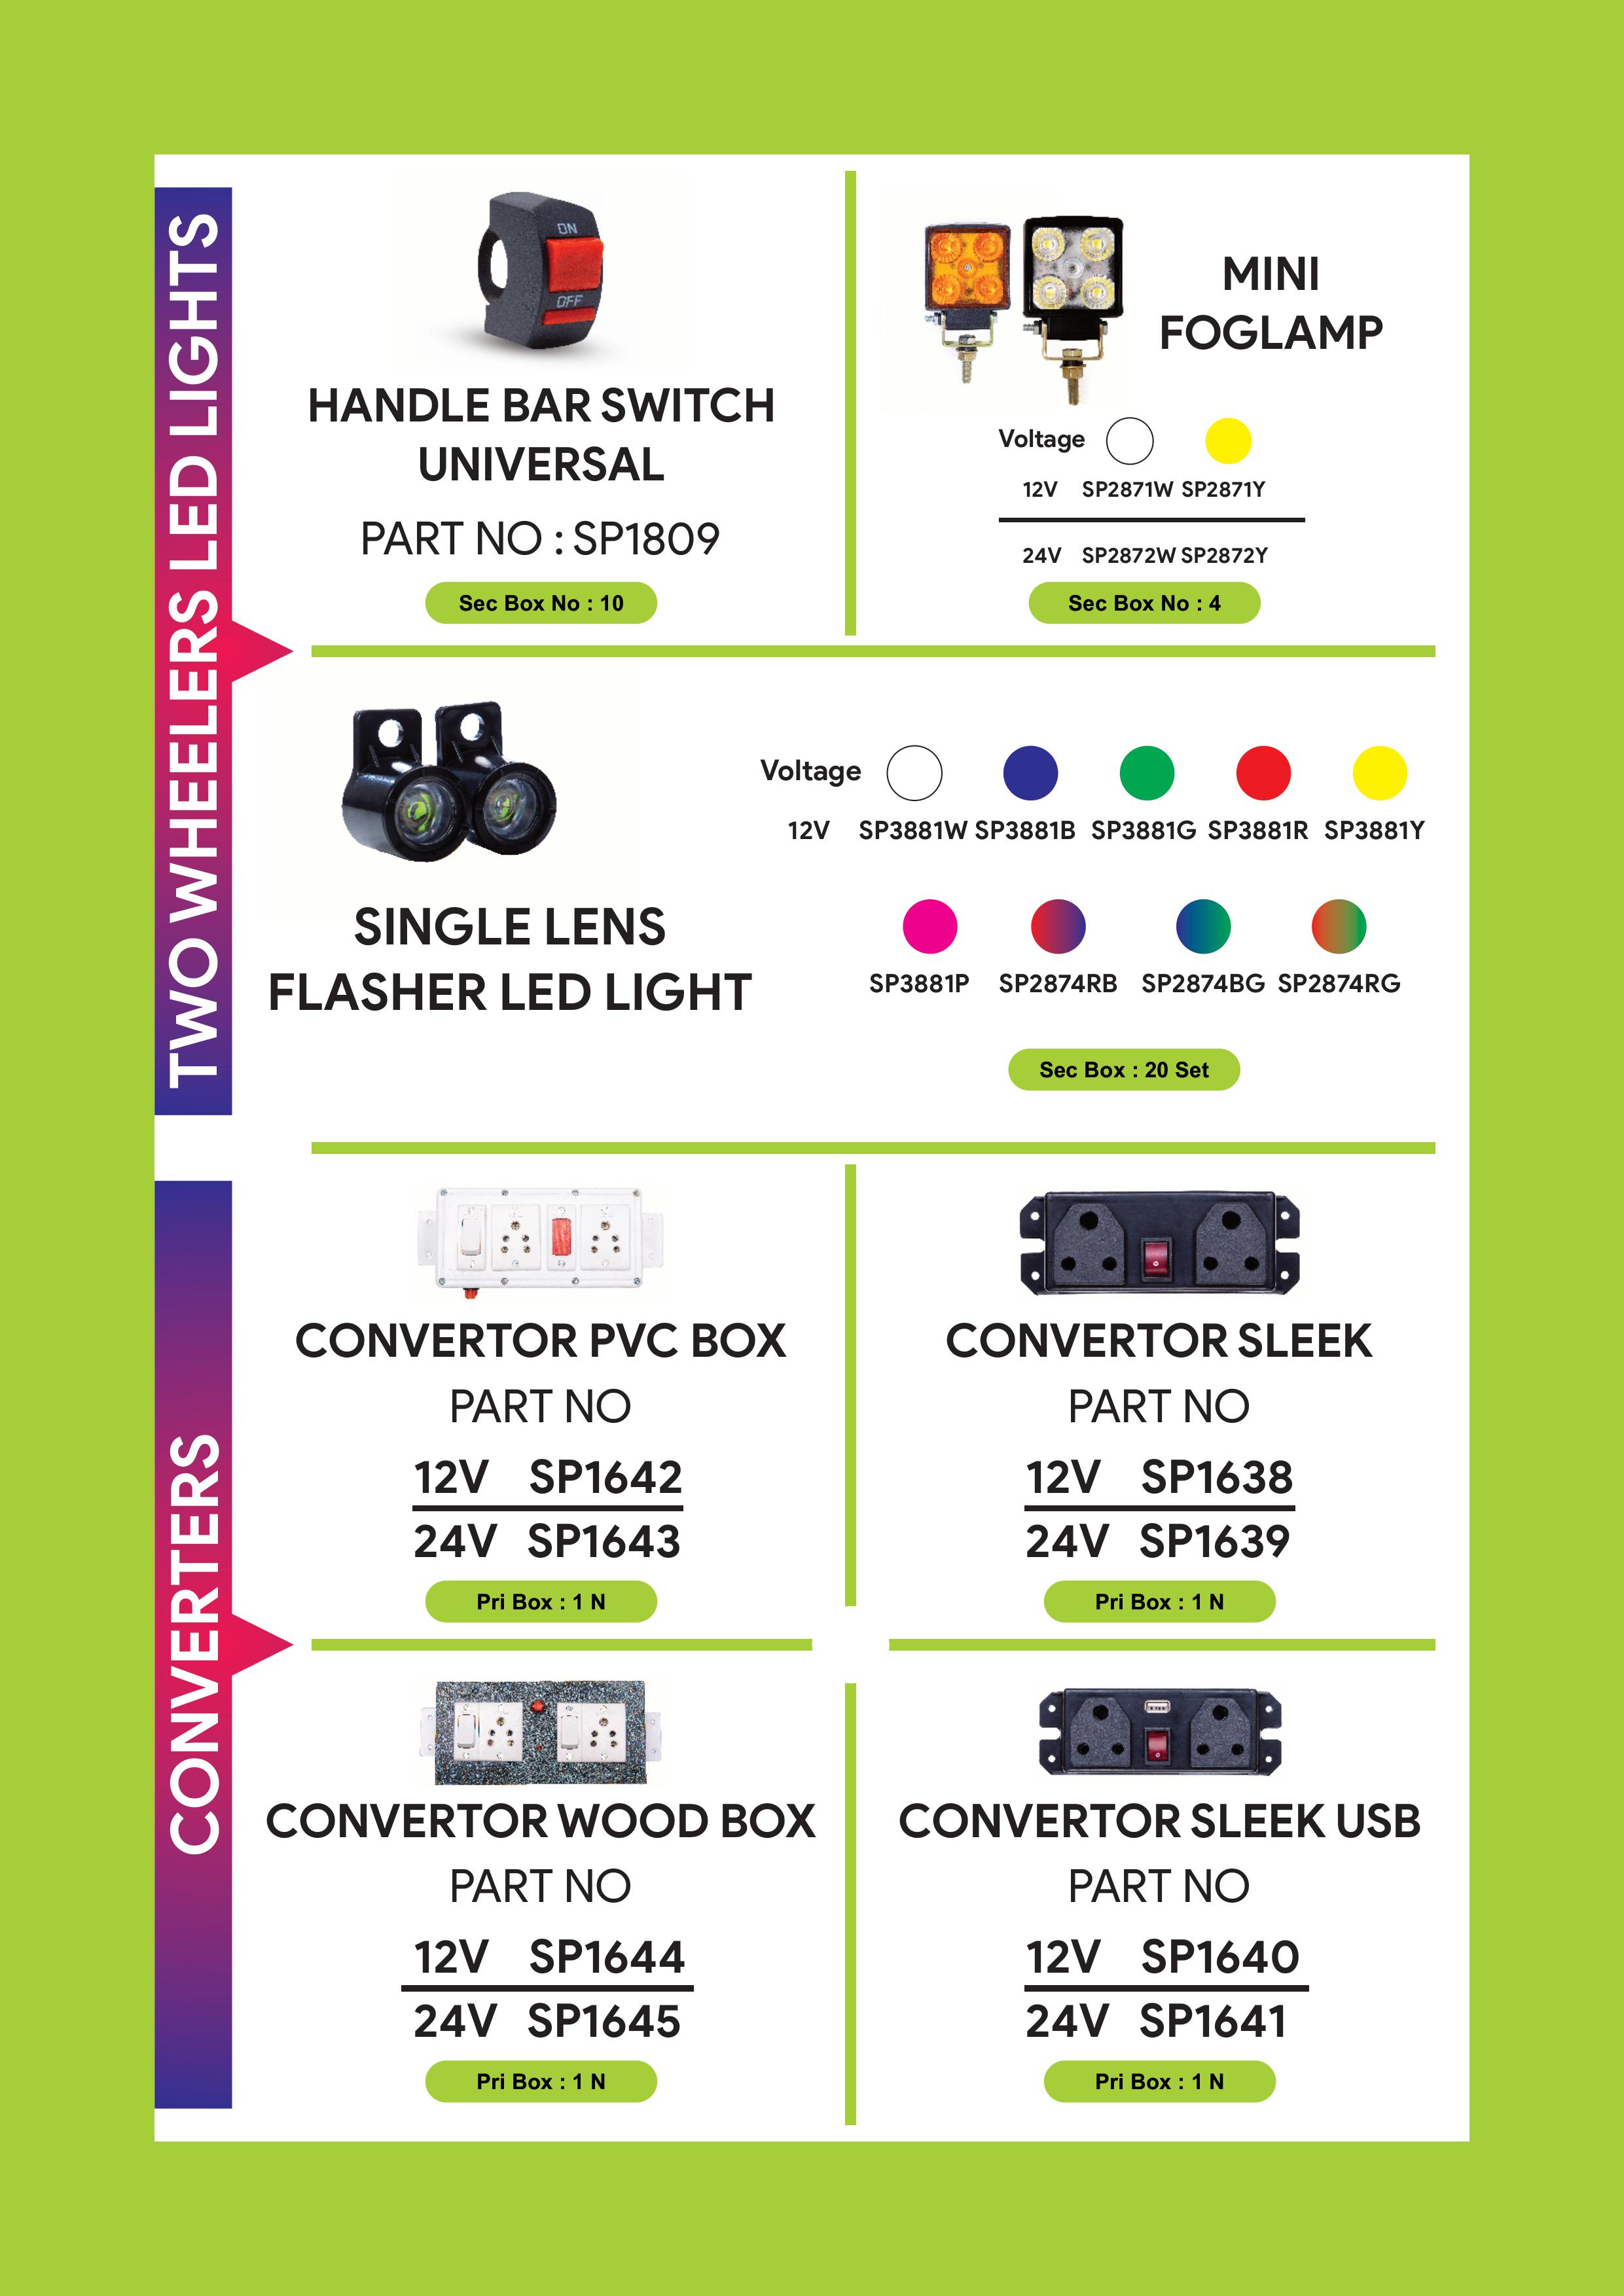 TWO WHEELERS LED LIGHTS
ON
OFF
HANDLE BAR SWITCH
UNIVERSAL
PART NO : SP1809
Sec Box No : 10
MINI
FOGLAMP
Voltage
12V SP2871W SP2871Y
24V SP2872W SP2872Y
Sec Box No : 4
SINGLE LENS
FLASHER LED LIGHT
Voltage
12V SP3881W SP3881B SP3881G SP3881R SP3881Y
SP3881P SP2874RB SP2874BG SP2874RG
Sec Box : 20 Set
CONVERTERS
CONVERTOR PVC BOX
PART NO
12V SP1642
24V SP1643
Pri Box : 1 N
CONVERTOR SLEEK
PART NO
12V SP1638
24V SP1639
Pri Box : 1 N
CONVERTOR WOOD BOX
PART NO
12V SP1644
24V SP1645
Pri Box : 1 N
CONVERTOR SLEEK USB
PART NO
12V SP1640
24V SP1641
Pri Box : 1 N